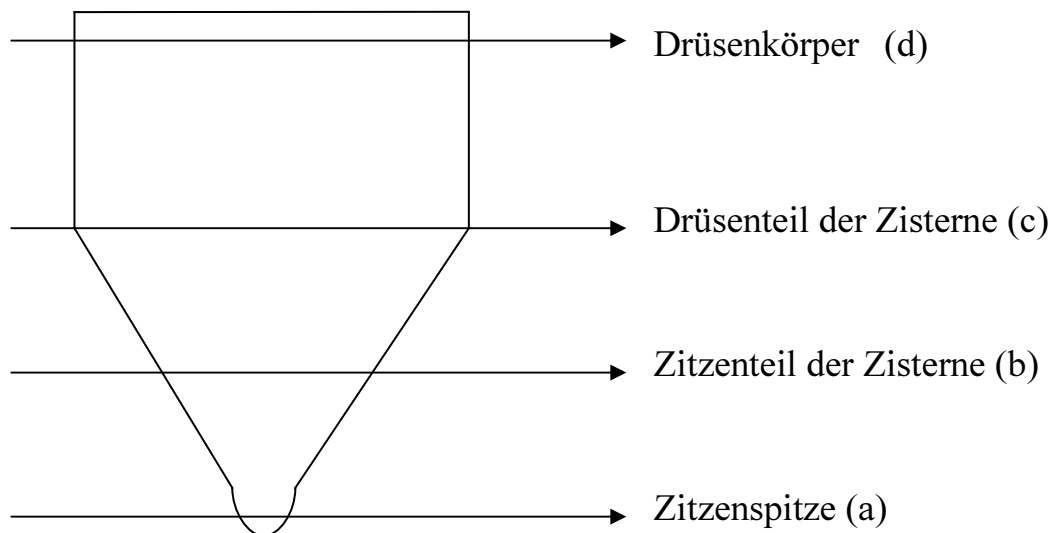 Drüsenkörper (d)
Drüsenteil der Zisterne (c)
Zitzenteil der Zisterne (b)
Zitzenspitze (a)